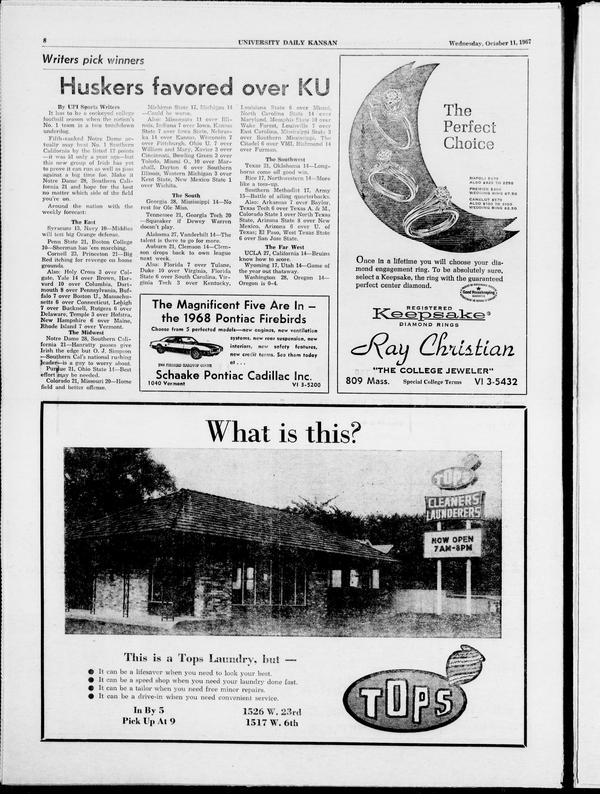 8
UNIVERSITY DAILY KANSAN
Wednesday, October 11, 1967
Writers pick winners
Huskers favored over KU
By UPI Sports Writers
It has to be a cockeyed college
football season when the nation's
No. 1 team is a two touchdown
underdog.
Fifth-ranked Notre Dame actually
may beat No. 1 Southern
California by the listed 17 points
—it was 51 only a year ago—but
this new group of Irish has yet
to prove it can run as well as pass
against a big time foe. Make it
Notre Dame 28, Southern California
21 and hope for the best
no matter which side of the field
you're on.
Around the nation with the
weekly forecast:
The East
Syracuse 13, Navy 10—Middies
will test big Orange defense.
Penn State 21, Boston College
10—Sherman has 'em marching.
Cornell 23, Princeton 21—Big
Red itching for revenge on home
grounds.
Also: Holy Cross 3 over Colgate,
Yale 14 over Brown, Harvard
10 over Columbia, Dartmouth
8 over Pennsylvania, Buffalo
7 over Boston U., Massachusetts
6 over Connecticut, Lehigh
7 over Bucknell, Rutgers 6 over
Delaware, Temple 3 over Hofstra,
New Hampshire 6 over Maine,
Rhode Island 7 over Vermont.
The Midwest
Notre Dame 28, Southern California
21—Hanratty passes give
Irish the edge but O. J. Simpson
—Southern Cal's national rushing
leader—is a guy to worry about.
Purdue 21, Ohio State 14—Best
effort may be needed.
Colorado 21, Missouri 20—Home
field and better offense.
Michigan State 17, Michigan 14
—Could be worse.
Also: Minnesota 11 over Illinois,
Indiana 7 over Iowa, Kansas
State 7 over Iowa State, Nebraska
14 over Kansas, Wisconsin 7
over Pittsburgh, Ohio U. 7 over
William and Mary, Xavier 3 over
Cincinnati, Bowling Green 3 over
Toledo, Miami O., 10 over Marshall,
Dayton 6 over Southern
Illinois, Western Michigan 3 over
Kent State, New Mexico State 1
over Wichita.
The South
Georgia 28, Mississippi 14—No
rest for Ole Miss.
Tennessee 21, Georgia Tech 20
—Squeaker if Dewey Warren
doesn't play.
Alabama 27, Vanderbilt 14—The
talent is there to go far more.
Auburn 21, Clemson 14—Clemson
drops back to own league
next week.
Also: Florida 7 over Tulane,
Duke 10 over Virginia, Florida
State 6 over South Carolina, Virginia
Tech 3 over Kentucky,
Louisiana State 6 over Miami,
North Carolina State 14 over
Maryland, Memphis State 10 over
Wake Forest, Louisville 7 over
East Carolina, Mississippi State 3
over Southern Mississippi, The
Citadel 6 over VMI, Richmond 14
over Furman.
The Southwest
Texas 21, Oklahoma 14—Longhorns
come off good win.
Rice 17, Northwestern 14—More
like a toss-up.
Southern Methodist 17, Army
15—Battle of ailing quarterbacks.
Also: Arkansas 7 over Baylor,
Texas Tech 6 over Texas A. & M.,
Colorado State 1 over North Texas
State, Arizona State 8 over New
Mexico, Arizona 6 over U. of
Texas; El Paso, West Texas State
6 over San Jose State.
The Far West
UCLA 27, California 14—Bruins
know how to score.
Wyoming 17, Utah 14—Game of
the year out thataway.
Washington 28, Oregon 14—
Oregon is 0-4.
The Magnificent Five Are In —
the 1968 Pontiac Firebirds
Choose from 5 perfected models—new engines, new ventilation
systems, new rear suspension, new
interiors, new safety features,
new credit terms. See them today
at . . .
1968 FIREBIRD HARDTOP COUPE
Schaake Pontiac Cadillac Inc.
1040 Vermont
VI 3-5200
The
Perfect
Choice
NAPOLI $175
CAMELOT $175
Once in a lifetime will you choose your diamond
engagement ring. To be absolutely sure,
select a Keepsake, the ring with the guaranteed
perfect center diamond.
Good Housekeeping
REGISTERED
Keepsake®
DIAMOND RINGS
Ray Christian
"THE COLLEGE JEWELER"
809 Mass.
Special College Terms
VI 3-5432
What is this?
TOPS
CLEANERS
LAUNDERERS
NOW OPEN
7AM-8PM
This is a Tops Laundry, but —
● It can be a lifesaver when you need to look your best.
● It can be a speed shop when you need your laundry done fast.
● It can be a tailor when you need free minor repairs.
● It can be a drive-in when you need convenient service.
In By 5
Pick Up At 9
1526 W. 23rd
1517 W. 6th
TOPS